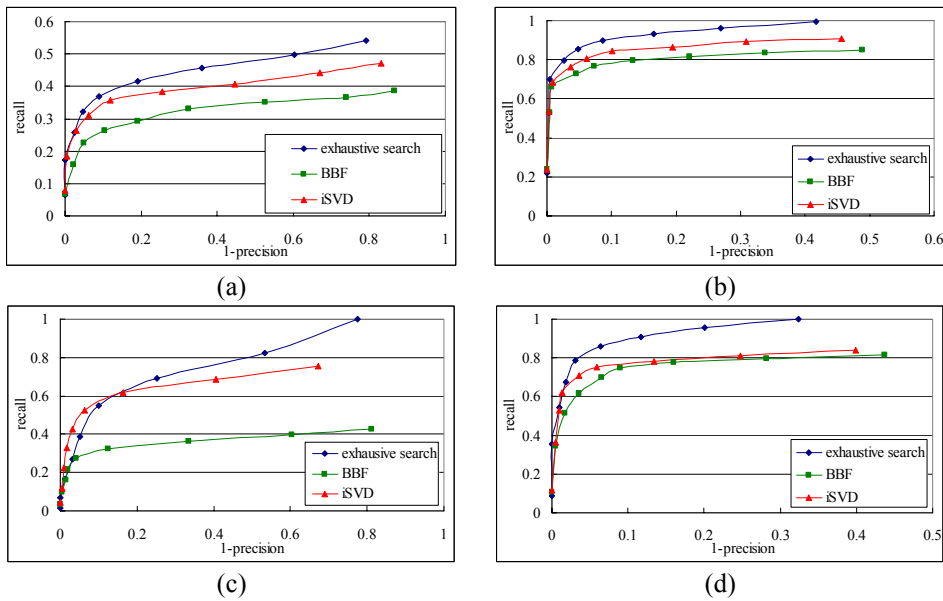 0.6
0.5
0.4
0.3
0.2
0.1
0
recall
0 0.2 0.4 0.6 0.8 1
1-precision
exhaustive search
BBF
iSVD
(a)
1
0.8
0.6
0.4
0.2
0
recall
0 0.1 0.2 0.3 0.4 0.5 0.6
1-precision
exhaustive search
BBF
iSVD
(b)
1
0.8
0.6
0.4
0.2
0
recall
0 0.2 0.4 0.6 0.8 1
1-precision
exhaustive search
BBF
iSVD
(c)
1
0.8
0.6
0.4
0.2
0
recall
0 0.1 0.2 0.3 0.4 0.5
1-precision
exhaustive search
BBF
iSVD
(d)